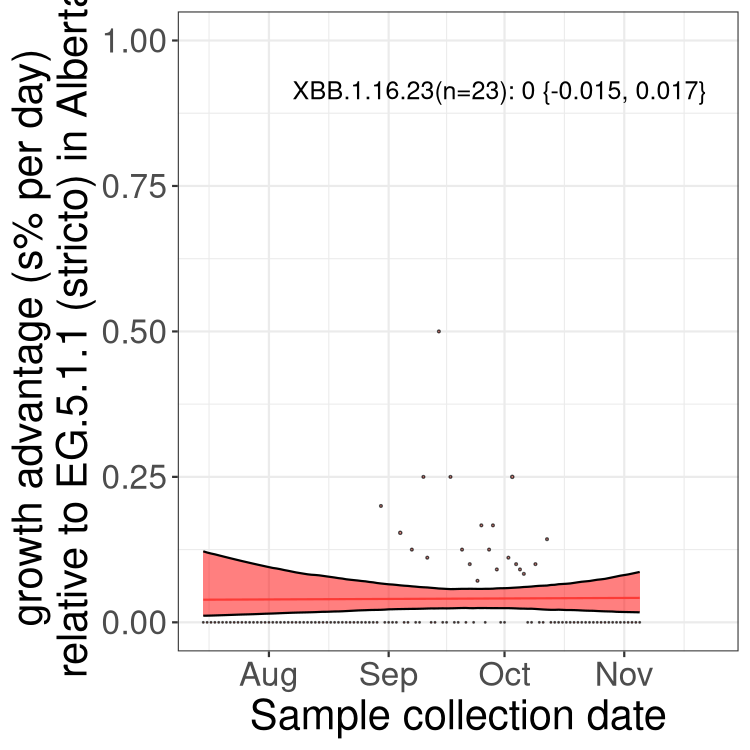 growth advantage (s% per day)
relative to EG.5.1.1 (stricto) in Alberta
1.00
0.75
0.50
0.25
0.00
XBB.1.16.23(n=23): 0 {-0.015, 0.017}
Aug Sep Oct Nov
Sample collection date